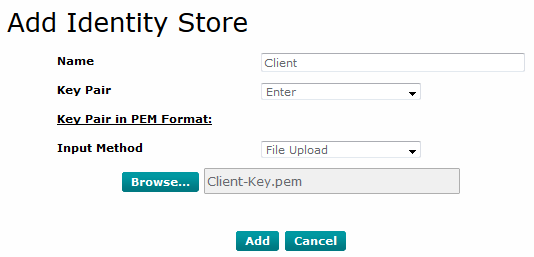 Add Identity Store
Name Client
Key Pair Enter
Key Pair in PEM Format:
Input Method File Upload
Browse... Client-Key.pem
Add Cancel